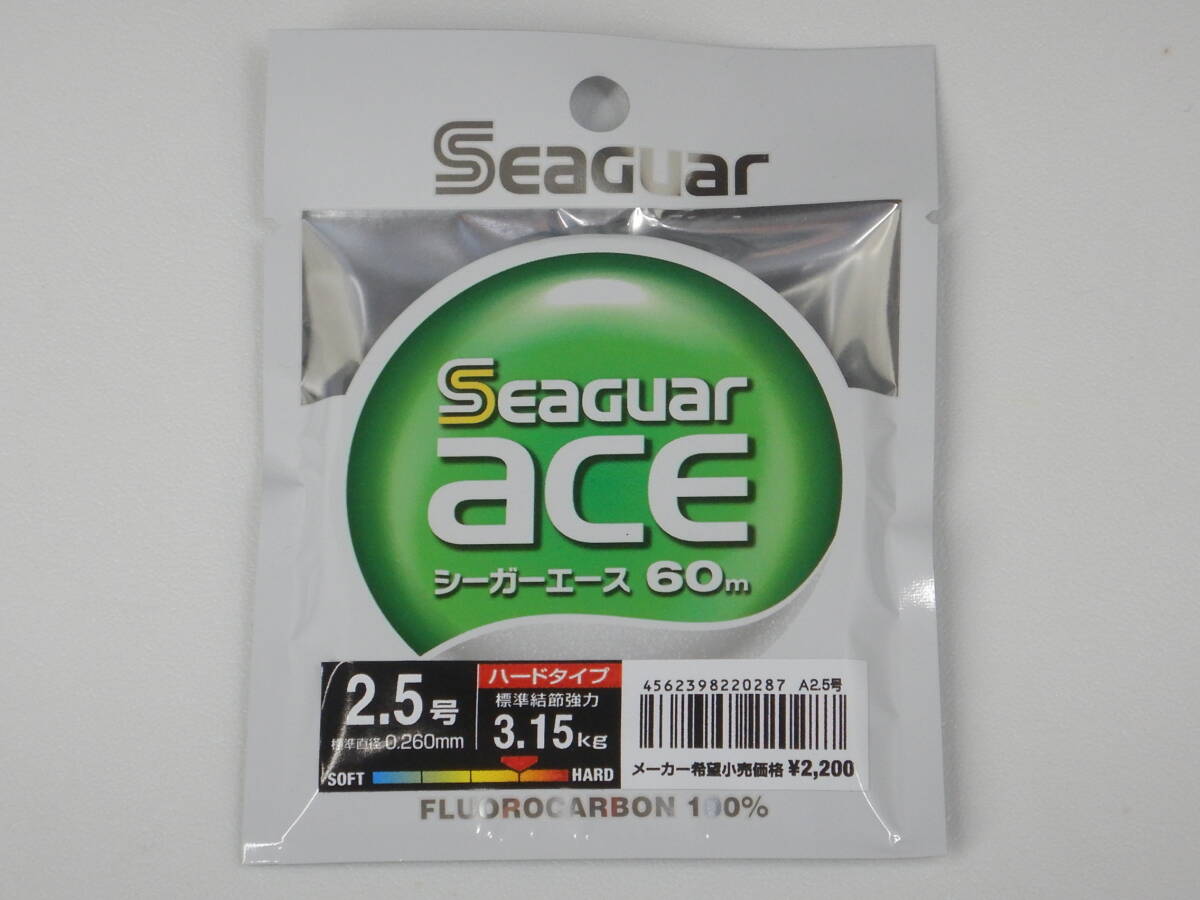 Seaguar
Seaguar
ace
シーガーエース 60m
2.5号
標準直径 0.260mm
ハードタイプ
標準結節強力
3.15kg
SOFT HARD
4562398220287 A2.5号
メーカー希望小売価格 ¥2,200
FLUOROCARBON 100%